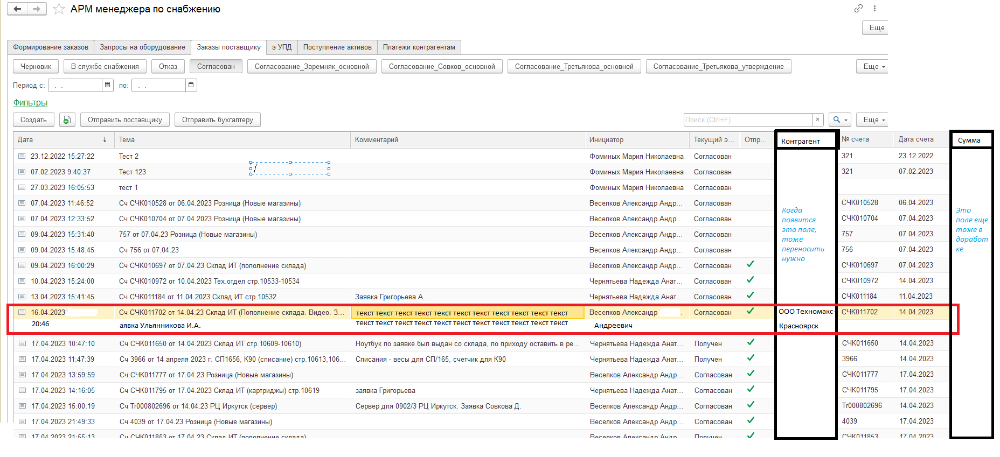 АРМ менеджера по снабжению
Еще
Формирование заказов Запросы на оборудование Заказы поставщику э УПД Поступление активов Платежи контрагентам
Черновик В службе снабжения Отказ Согласован Согласование_Заремняк_основной Согласование_Совков_основной Согласование_Третьякова_основной Согласование_Третьякова_утверждение Еще
Период с: . . по: . .
Фильтры
Создать Отправить поставщику Отправить бухгалтеру Поиск (Ctrl+F) × Еще
Дата ↓ Тема Комментарий Инициатор Текущий э... Отпр... Контрагент № счета Дата счета Сумма
23.12.2022 15:27:22 Тест 2 Фоминых Мария Николаевна Согласован 321 23.12.2022
07.02.2023 9:40:37 Тест 123 / Фоминых Мария Николаевна Согласован 321 07.02.2023
27.03.2023 16:05:53 тест 1 Фоминых Мария Николаевна Согласован
07.04.2023 11:46:52 Сч СЧК010528 от 06.04.2023 Розница (Новые магазины) Веселков Александр Андр... Согласован СЧК010528 06.04.2023
Когда
появится
это поле,
тоже
переносить
нужно
Это
поле еще
тоже в
доработ
ке
07.04.2023 12:33:52 Сч СЧК010704 от 07.04.2023 Розница (Новые магазины) Веселков Александр Андр... Согласован СЧК010704 07.04.2023
09.04.2023 15:31:40 757 от 07.04.23 Розница (Новые магазины) Веселков Александр Андр... Согласован 757 07.04.2023
09.04.2023 15:48:45 Сч 756 от 07.04.23 Веселков Александр Андр... Согласован 756 07.04.2023
09.04.2023 16:00:29 Сч СЧК010697 от 07.04.23 Склад ИТ (пополнение склада) Веселков Александр Андр... Согласован СЧК010697 07.04.2023
10.04.2023 15:24:00 Сч СЧК010972 от 10.04.2023 Тех.отдел стр.10533-10534 Чернятьева Надежда Анат... Согласован СЧК010972 14.04.2023
13.04.2023 15:41:45 Сч СЧК011184 от 11.04.2023 Склад ИТ стр.10532 Заявка Григорьева А. Чернятьева Надежда Анат... Согласован СЧК011184 11.04.2023
16.04.2023 Сч СЧК011702 от 14.04.23 Склад ИТ (Пополнение склада. Видео. З... текст текст текст текст текст текст текст текст текст текст текст Веселков Александр . Согласован ООО Техномакс- СЧК011702 14.04.2023
20:46 аявка Ульянникова И.А. текст текст текст текст текст текст текст текст текст текст текст Андреевич Красноярск
17.04.2023 10:47:10 Сч СЧК011650 от 14.04.2023 Склад ИТ стр.10609-10610) Ноутбук по заявке был выдан со склада, по приходу оставить в ре... Чернятьева Надежда Анат... Получен СЧК011650 14.04.2023
17.04.2023 11:47:39 Сч 3966 от 14 апреля 2023 г. СП1656, К90 (списание) стр.10613,106... Списания - весы для СП/165, счетчик для К90 Чернятьева Надежда Анат... Получен 3966 14.04.2023
17.04.2023 13:59:59 Сч СЧК011777 от 17.04.23 Розница (Новые магазины) Веселков Александр Андр... Согласован СЧК011777 17.04.2023
17.04.2023 14:16:05 Сч СЧК011795 от 17.04.2023 Склад ИТ (картриджы) стр.10619 заявка Григорьева Чернятьева Надежда Анат... Согласован СЧК011795 17.04.2023
17.04.2023 15:00:19 Сч Тr000802696 от 14.04.23 РЦ Иркутск (сервер) Сервер для 0902/3 РЦ Иркутск. Заявка Совкова Д. Веселков Александр Андр... Согласован Тr000802696 14.04.2023
17.04.2023 21:49:33 Сч 4039 от 17.04.23 Розница (Новые магазины) Веселков Александр Андр... Согласован 4039 17.04.2023
17.04.2023 21:55:13 Сч СЧК011853 от 17.04.23 Склад ИТ (пополнение склада) Веселков Александр Андр... Получен СЧК011853 17.04.2023